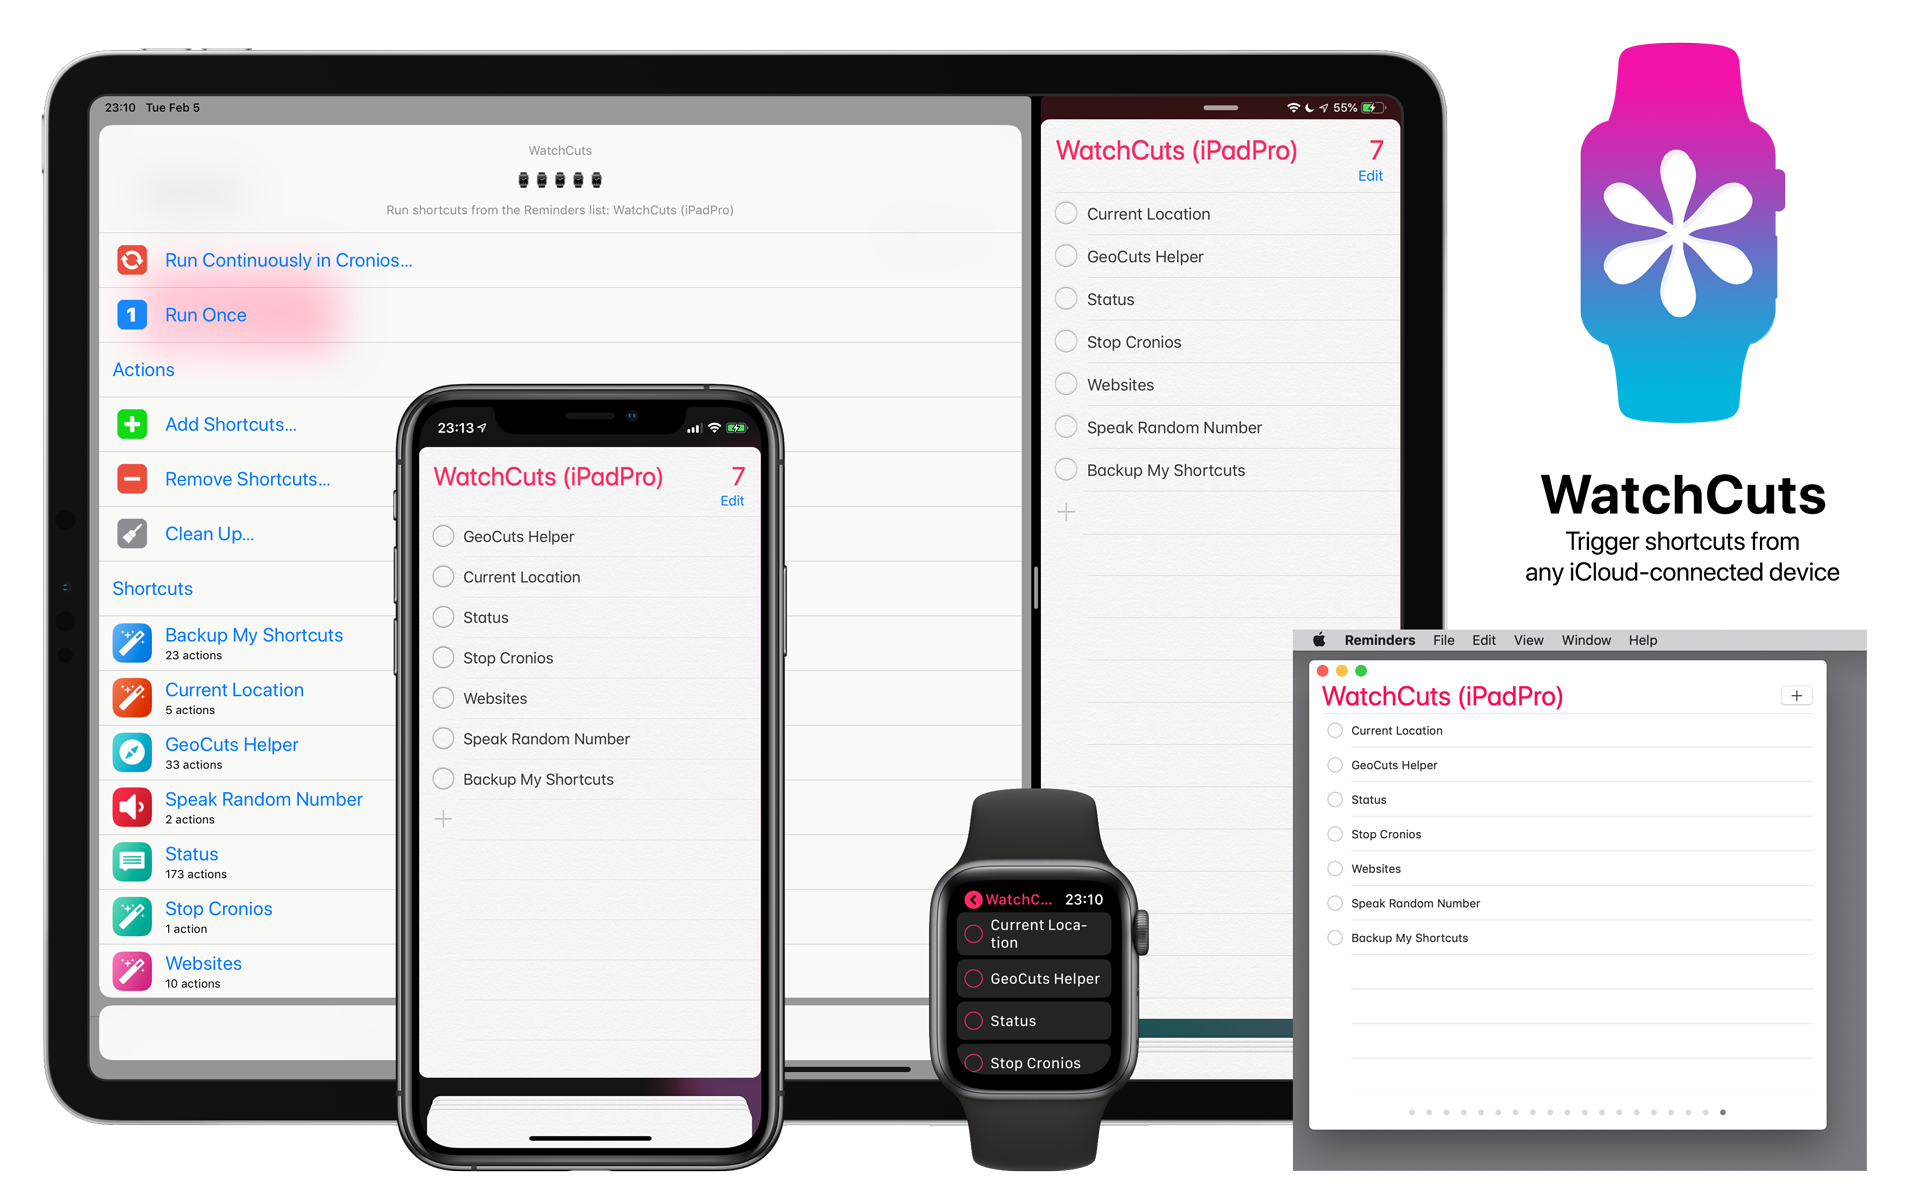 23:10 Tue Feb 5
WatchCuts
Run shortcuts from the Reminders list: WatchCuts (iPadPro)
Run Continuously in Cronios...
1 Run Once
Actions
Add Shortcuts...
Remove Shortcuts...
Clean Up...
Shortcuts
Backup My Shortcuts
23 actions
Current Location
5 actions
GeoCuts Helper
33 actions
Speak Random Number
2 actions
Status
173 actions
Stop Cronios
1 action
Websites
10 actions
55%
WatchCuts (iPadPro) 7
Edit
Current Location
GeoCuts Helper
Status
Stop Cronios
Websites
Speak Random Number
Backup My Shortcuts
23:13
WatchCuts (iPadPro) 7
Edit
GeoCuts Helper
Current Location
Status
Stop Cronios
Websites
Speak Random Number
Backup My Shortcuts
WatchC... 23:10
Current Loca-
tion
GeoCuts Helper
Status
Stop Cronios
WatchCuts
Trigger shortcuts from
any iCloud-connected device
Reminders File Edit View Window Help
WatchCuts (iPadPro)
Current Location
GeoCuts Helper
Status
Stop Cronios
Websites
Speak Random Number
Backup My Shortcuts